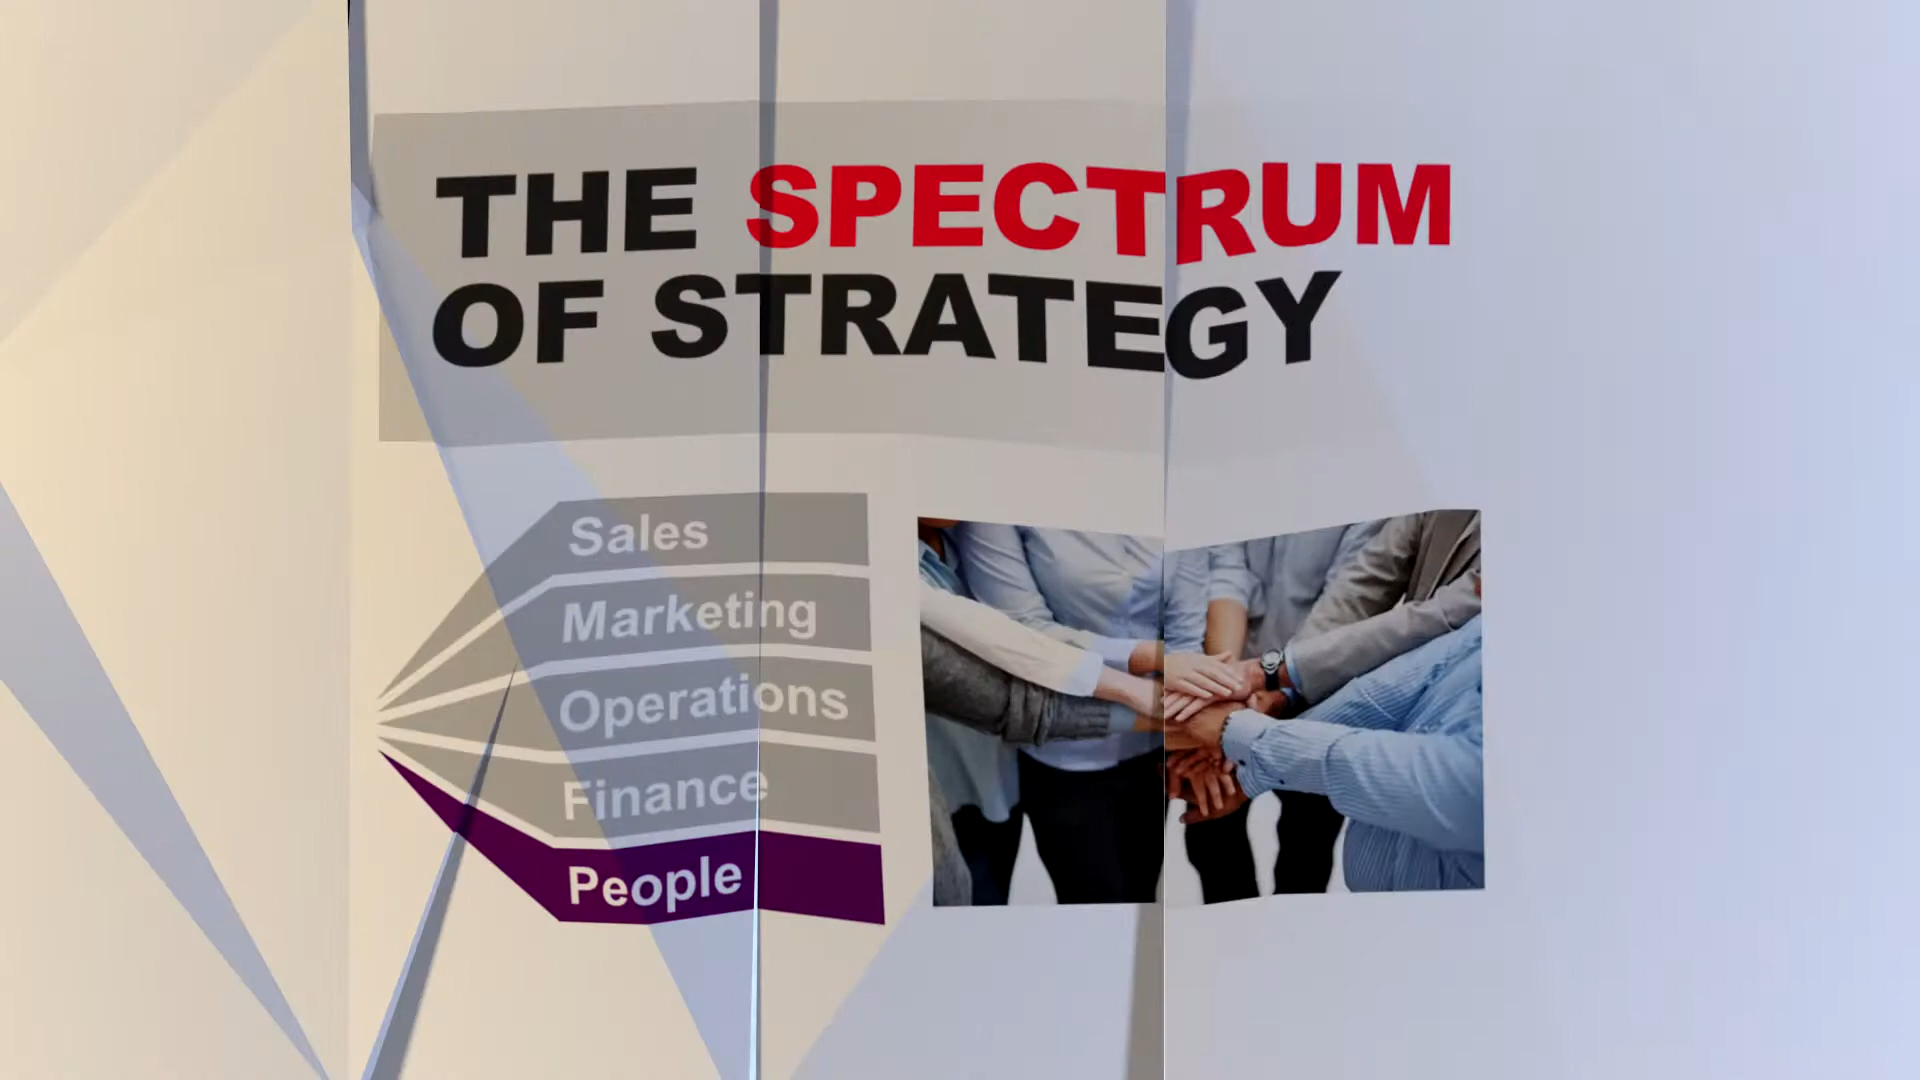 THE SPECTRUM
OF STRATEGY
Sales
Marketing
Operations
Finance
People